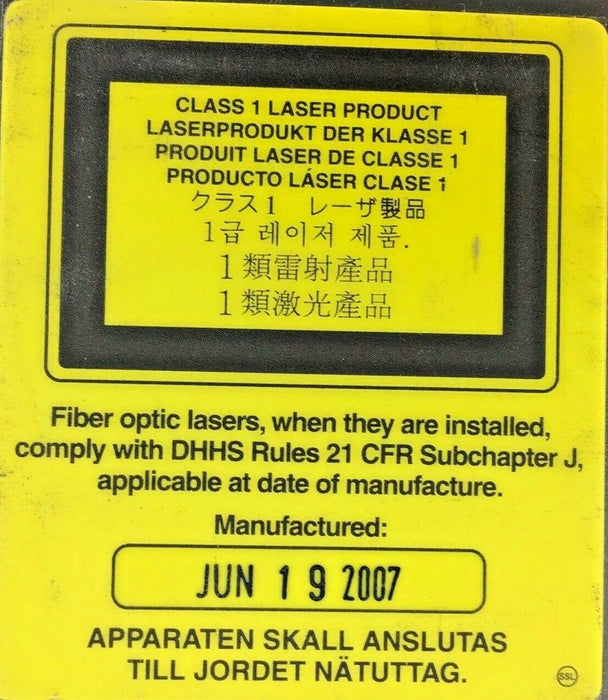 CLASS 1 LASER PRODUCT
LASERPRODUKT DER KLASSE 1
PRODUIT LASER DE CLASSE 1
PRODUCTO LÁSER CLASE 1
クラス1 レーザ製品
1급 레이저 제품.
1類雷射產品
1類激光產品
Fiber optic lasers, when they are installed,
comply with DHHS Rules 21 CFR Subchapter J,
applicable at date of manufacture.
Manufactured:
JUN 19 2007
APPARATEN SKALL ANSLUTAS
TILL JORDET NÄTUTTAG.
SSL